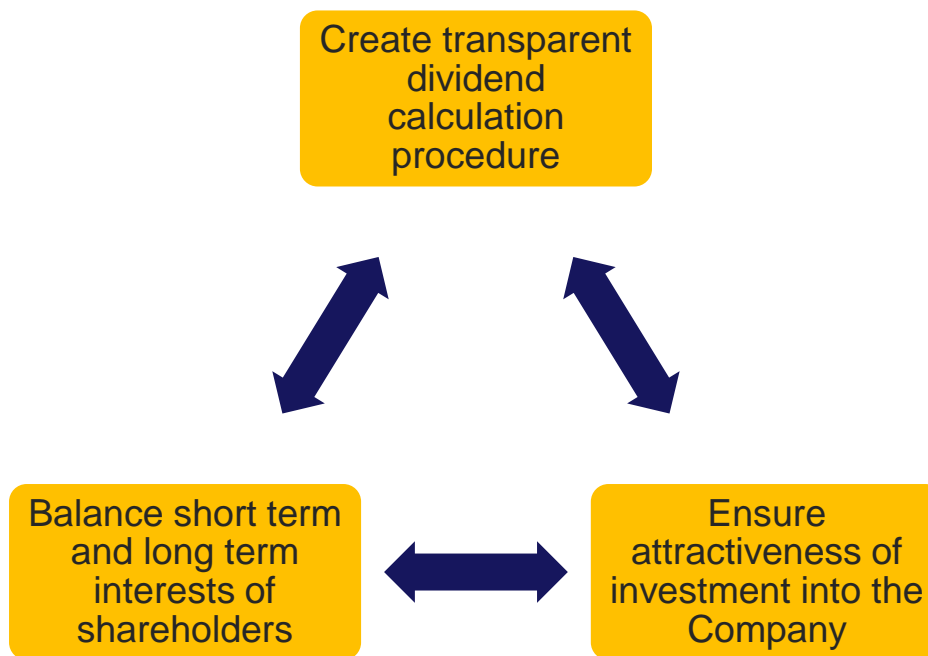 Create transparent
dividend
calculation
procedure
Balance short term
and long term
interests of
shareholders
Ensure
attractiveness of
investment into the
Company